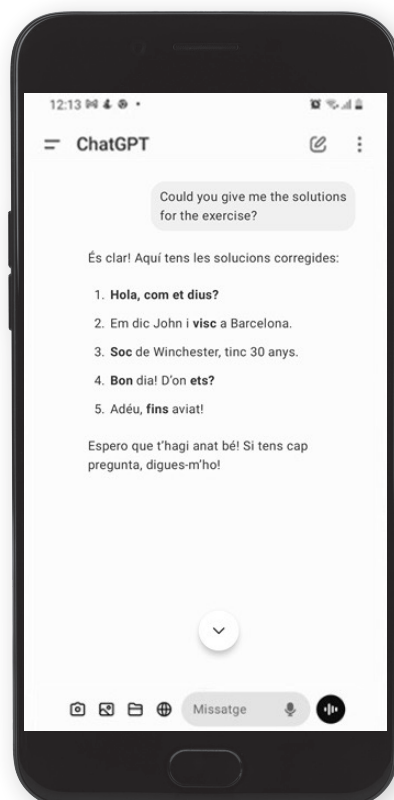 12:13
ChatGPT
Could you give me the solutions
for the exercise?
És clar! Aquí tens les solucions corregides:
1. Hola, com et dius?
2. Em dic John i visc a Barcelona.
3. Soc de Winchester, tinc 30 anys.
4. Bon dia! D'on ets?
5. Adéu, fins aviat!
Espero que t'hagi anat bé! Si tens cap
pregunta, digues-m'ho!
Missatge